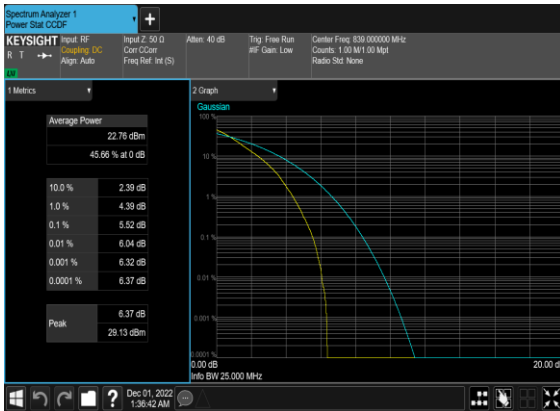 Spectrum Analyzer 1
Power Stat CCDF
+
KEYSIGHT
R T
LM
Input: RF
Coupling: DC
Align: Auto
Input Z: 50 Ω
Corr CCorr
Freq Ref: Int (S)
Atten: 40 dB
Trig: Free Run
#IF Gain: Low
Center Freq: 839.000000 MHz
Counts: 1.00 M/1.00 Mpt
Radio Std: None
1 Metrics
Average Power
22.76 dBm
45.66 % at 0 dB
10.0 % 2.39 dB
1.0 % 4.39 dB
0.1 % 5.52 dB
0.01 % 6.04 dB
0.001 % 6.32 dB
0.0001 % 6.37 dB
Peak
6.37 dB
29.13 dBm
2 Graph
Gaussian
100 %
10 %
1 %
0.1 %
0.01 %
0.001 %
0.0001 %
0.00 dB
20.00 d
Info BW 25.000 MHz
?
Dec 01, 2022
1:36:42 AM